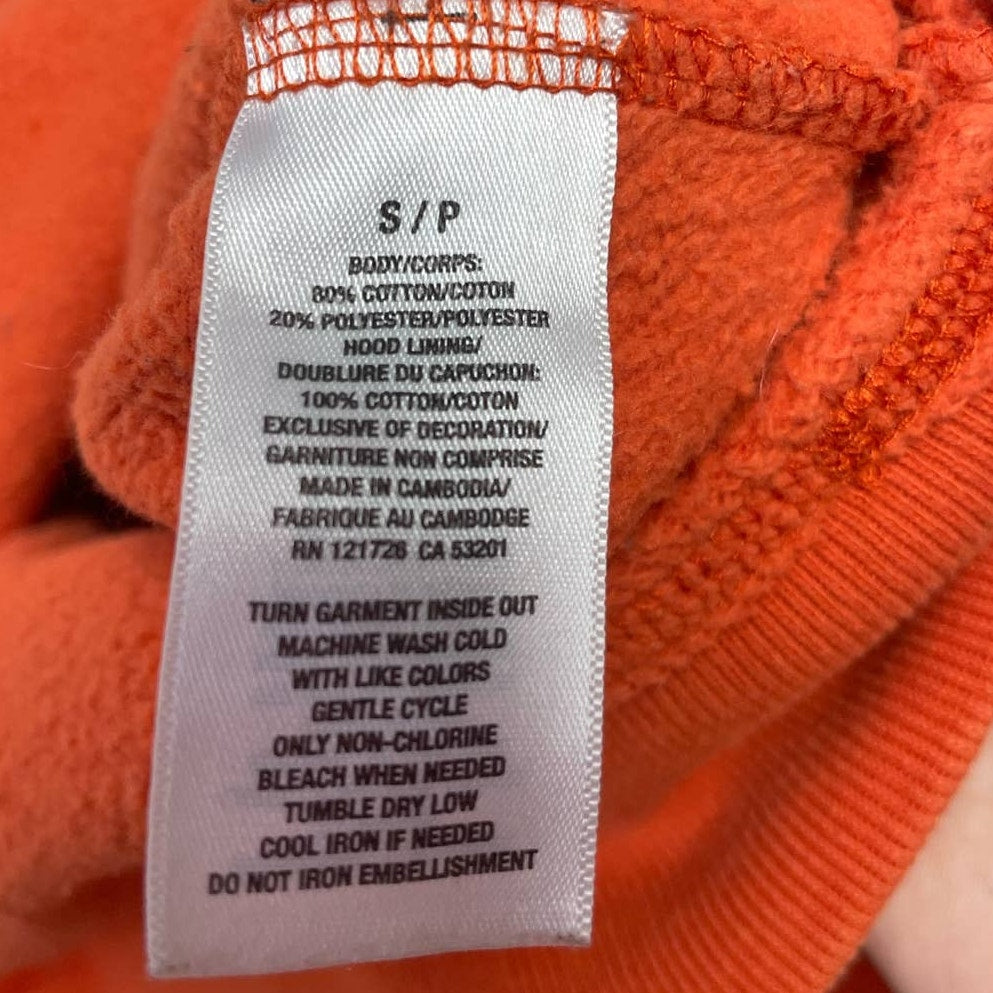 S / P
BODY/CORPS:
80% COTTON/COTON
20% POLYESTER/POLYESTER
HOOD LINING/
DOUBLURE DU CAPUCHON:
100% COTTON/COTON
EXCLUSIVE OF DECORATION/
GARNITURE NON COMPRISE
MADE IN CAMBODIA/
FABRIQUE AU CAMBODGE
RN 121726 CA 53201
TURN GARMENT INSIDE OUT
MACHINE WASH COLD
WITH LIKE COLORS
GENTLE CYCLE
ONLY NON-CHLORINE
BLEACH WHEN NEEDED
TUMBLE DRY LOW
COOL IRON IF NEEDED
DO NOT IRON EMBELLISHMENT